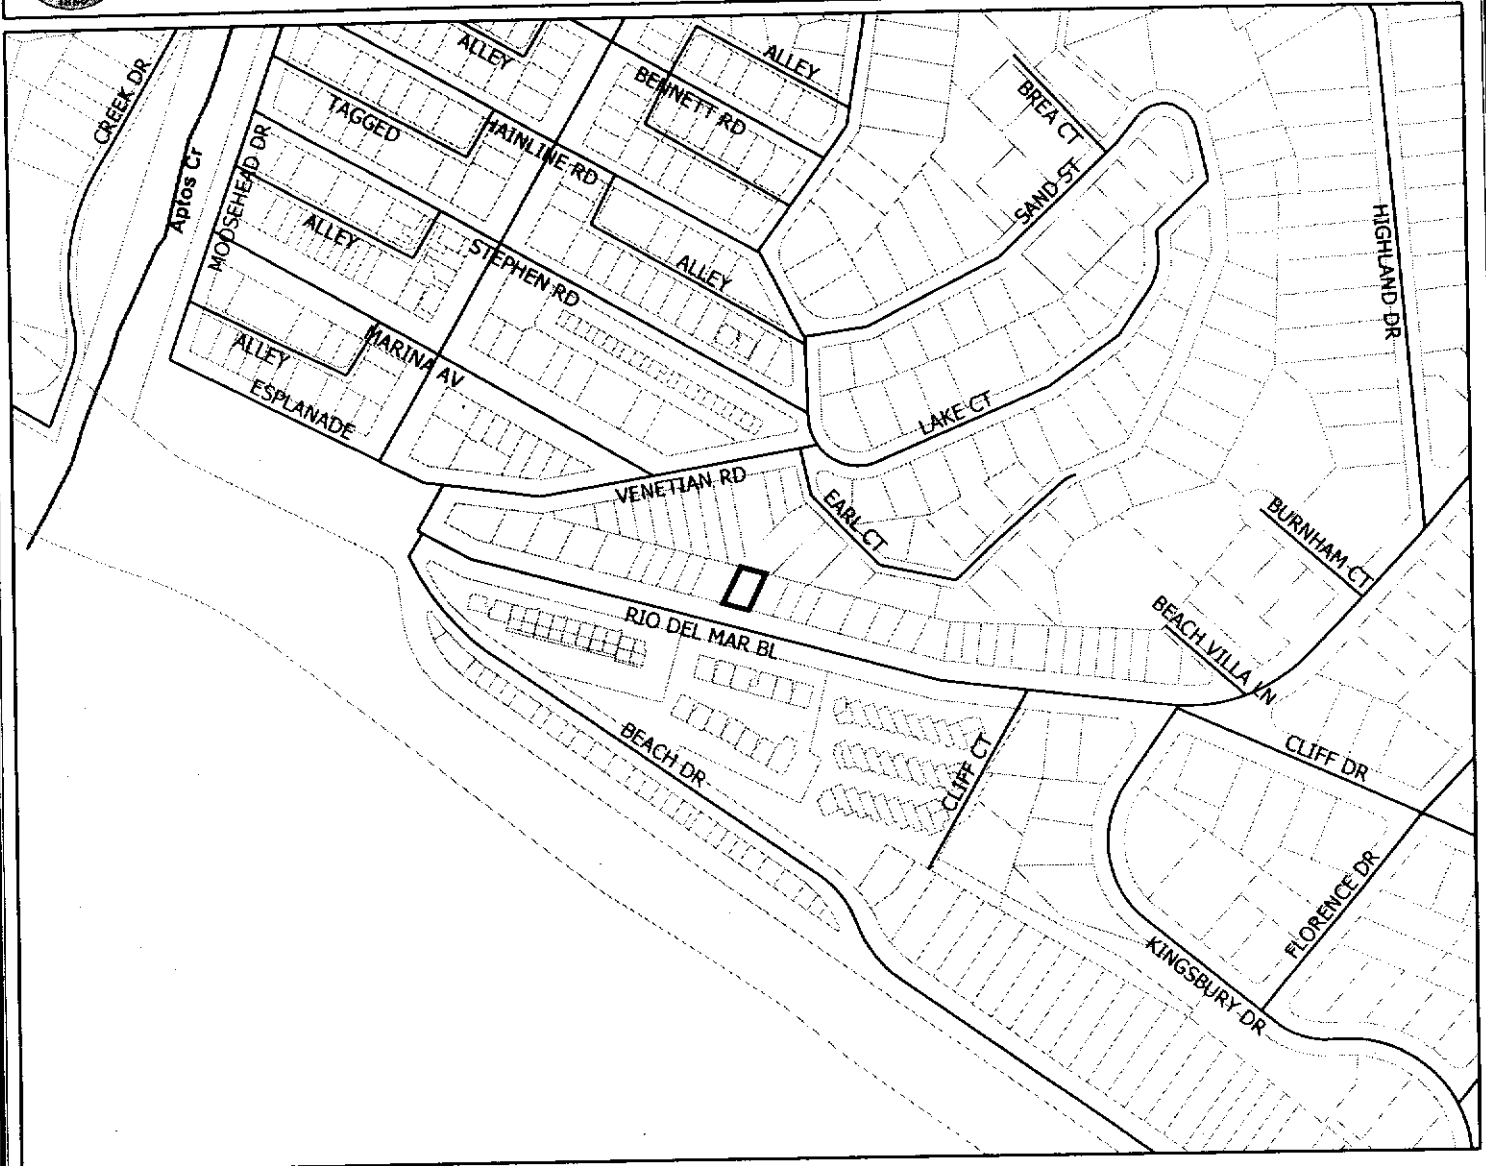 CREEK DR
Aptos Cr
MOOSEHEAD DR
TAGGED
ALLEY
HAINLINE RD
BENNETT RD
ALLEY
BREA CT
SAND ST
HIGHLAND DR
ALLEY
STEPHEN RD
ALLEY
ALLEY
MARINA AV
ESPLANADE
LAKE CT
VENETIAN RD
EARL CT
BURNHAM CT
BEACH VILLA LN
RIO DEL MAR BL
BEACH DR
CLIFF CT
CLIFF DR
FLORENCE DR
KINGSBURY DR